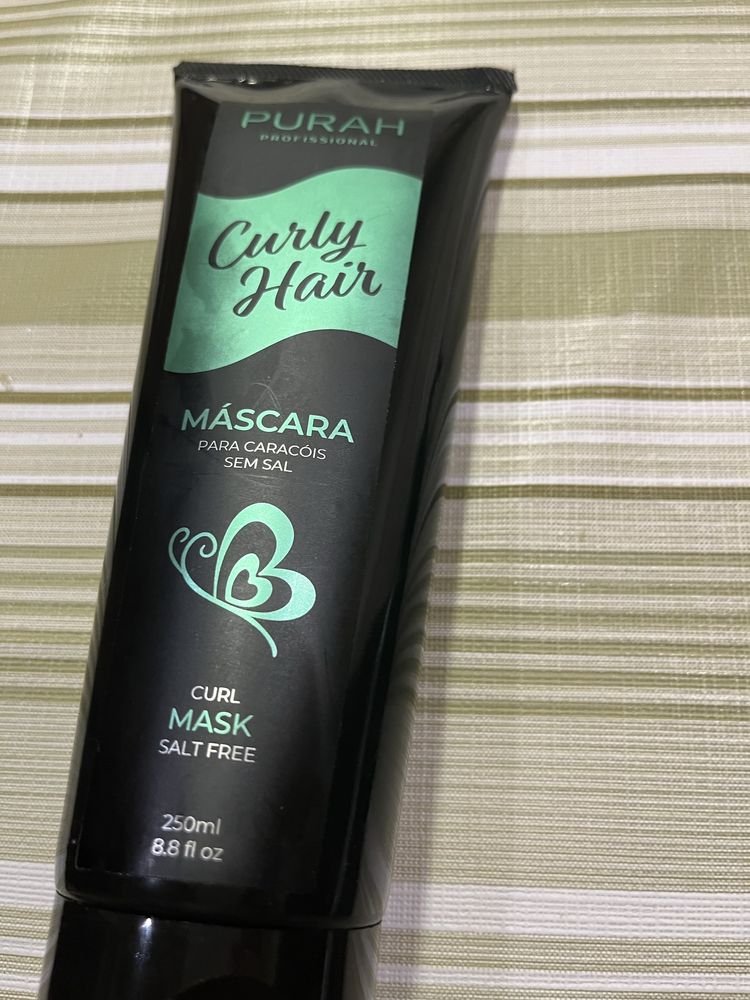 PURAH
PROFISSIONAL
Curly
Hair
MÁSCARA
PARA CARACÓIS
SEM SAL
CURL
MASK
SALT FREE
250ml
8.8 fl oz